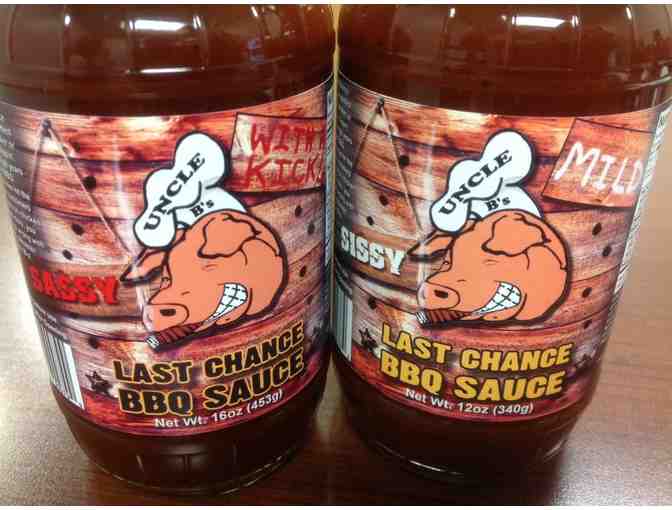 UNCLE
B's
WITH A
KICK!
SASSY
LAST CHANCE
BBQ SAUCE
Net Wt. 16oz (453g)
UNCLE
B's
MILD
SISSY
LAST CHANCE
BBQ SAUCE
Net Wt. 12oz (340g)